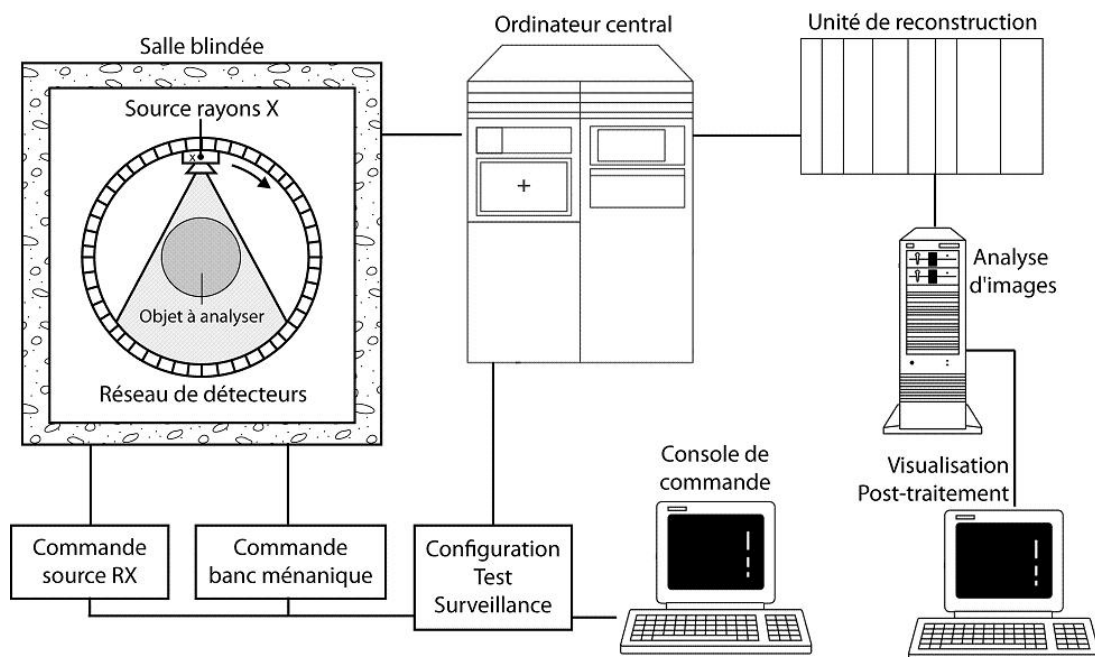 Salle blindée
Source rayons X
X
Objet à analyser
Réseau de détecteurs
Ordinateur central
Unité de reconstruction
Analyse
d'images
Visualisation
Post-traitement
Console de
commande
Commande
source RX
Commande
banc ménanique
Configuration
Test
Surveillance